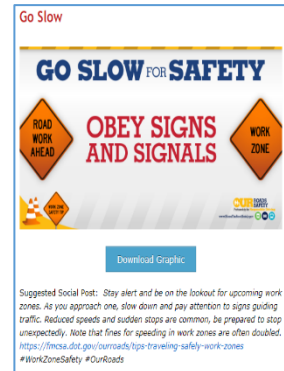 Go Slow
GO SLOW FOR SAFETY
ROAD
WORK
AHEAD
OBEY SIGNS
AND SIGNALS
WORK
ZONE
OUR ROADS
SAFETY
Download Graphic
Suggested Social Post: Stay alert and be on the lookout for upcoming work
zones. As you approach one, slow down and pay attention to signs guiding
traffic. Reduced speeds and sudden stops are common, be prepared to stop
unexpectedly. Note that fines for speeding in work zones are often doubled.
https://fmcsa.dot.gov/ourroads/tips-traveling-safely-work-zones
#WorkZoneSafety #OurRoads